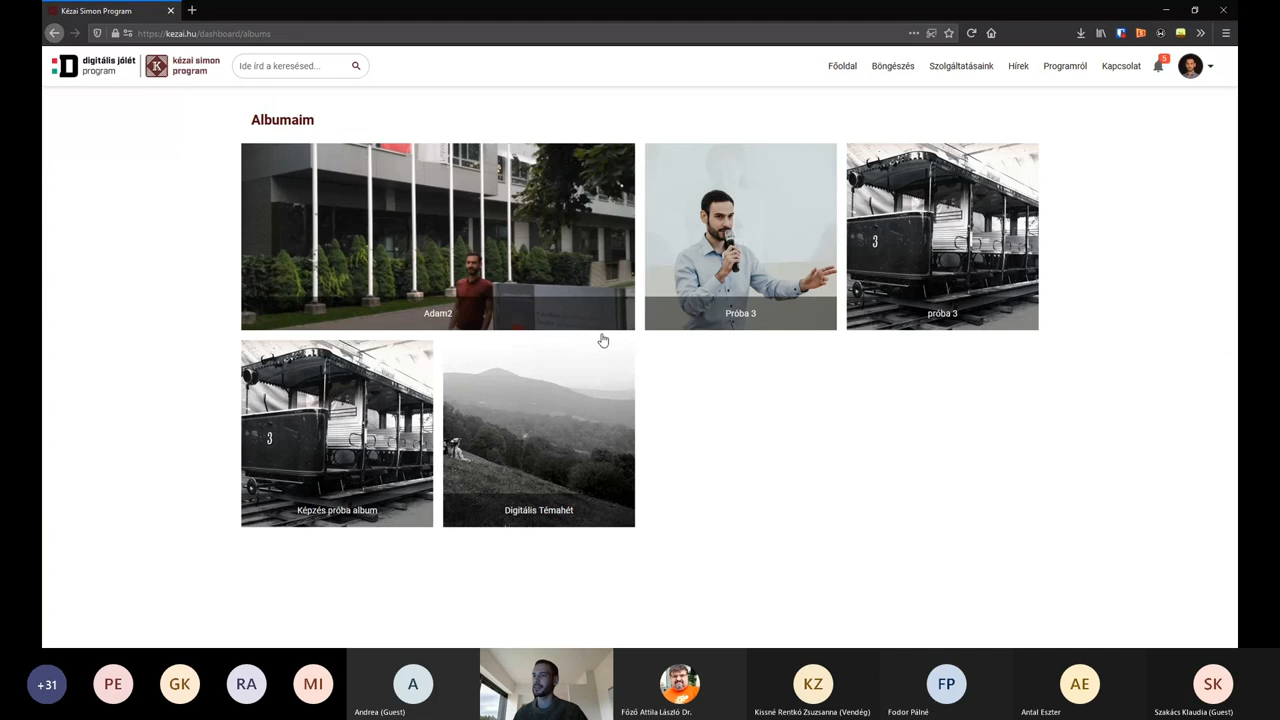 Kézai Simon Program
https://kezai.hu/dashboard/albums
digitális jólét
program
kézai simon
program
Ide írd a keresésed...
Főoldal
Böngészés
Szolgáltatásaink
Hírek
Programról
Kapcsolat
5
Albumaim
3
Adam2
Próba 3
próba 3
3
Képzés próba album
Digitális Témahét
+31
PE
GK
RA
MI
A
KZ
FP
AE
SK
Andrea (Guest)
Főző Attila László Dr.
Kissné Rentkó Zsuzsanna (Vendég)
Fodor Pálné
Antal Eszter
Szakács Klaudia (Guest)